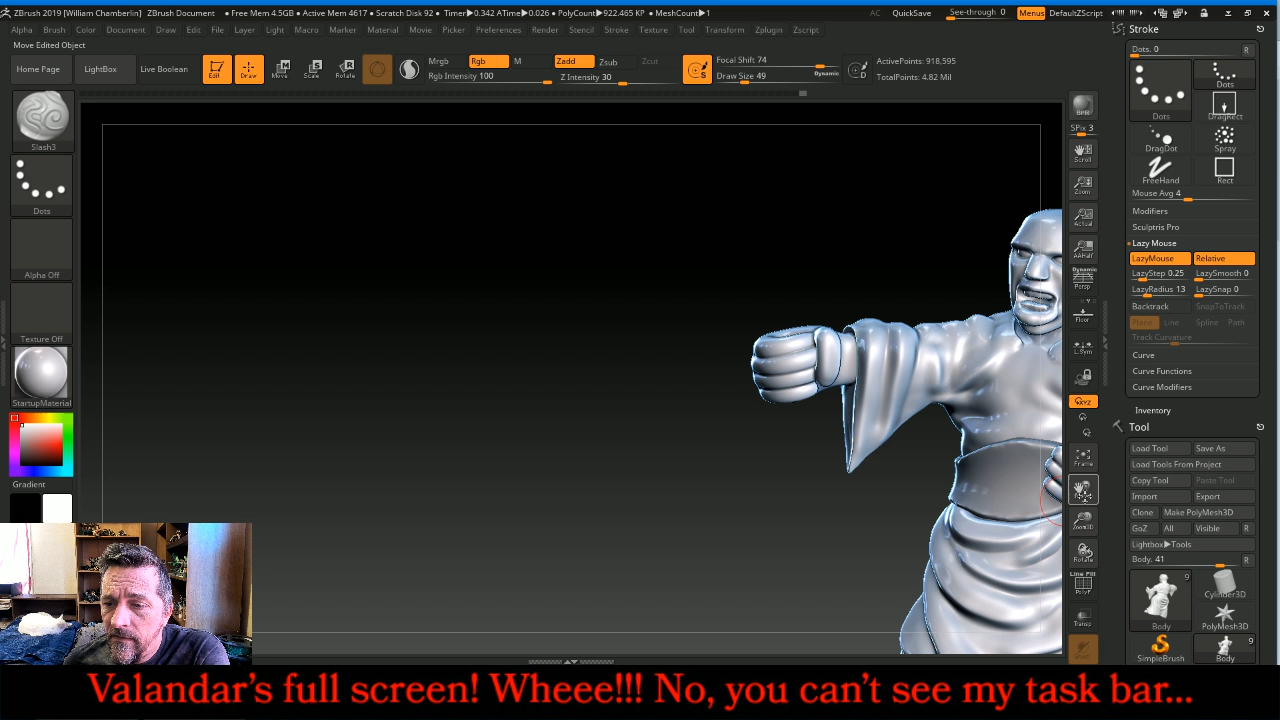 ZBrush 2019 [William Chamberlin] ZBrush Document • Free Mem 4.5GB • Active Mem 4617 • Scratch Disk 92 • Timer▶0.342 ATime▶0.026 • PolyCount▶922.465 KP • MeshCount▶1 AC QuickSave See-through 0 Menus DefaultZScript
Alpha Brush Color Document Draw Edit File Layer Light Macro Marker Material Movie Picker Preferences Render Stencil Stroke Texture Tool Transform Zplugin Zscript
Move Edited Object
Home Page LightBox Live Boolean Edit Draw Move Scale Rotate
Mrgb Rgb M Zadd Zsub Zcut
Rgb Intensity 100 Z Intensity 30
Focal Shift 74
Draw Size 49 Dynamic
ActivePoints: 918,595
TotalPoints: 4.82 Mil
Slash3
Dots
Alpha Off
Texture Off
StartupMaterial
Gradient
BPR
SPix 3
Scroll
Zoom
Actual
AAHalf
Dynamic
Persp
Floor
L.Sym
XYZ
Frame
Zoom3D
Rotate
Line Fill
PolyF
Transp
Stroke
Dots. 0 R
Dots Dots
DragRect
DragDot Spray
FreeHand Rect
Mouse Avg 4
Modifiers
Sculptris Pro
Lazy Mouse
LazyMouse Relative
LazyStep 0.25 LazySmooth 0
LazyRadius 13 LazySnap 0
Backtrack SnapToTrack
Plane Line Spline Path
Track Curvature
Curve
Curve Functions
Curve Modifiers
Inventory
Tool
Load Tool Save As
Load Tools From Project
Copy Tool Paste Tool
Import Export
Clone Make PolyMesh3D
GoZ All Visible R
Lightbox▶Tools
Body. 41 R
9
Body Cylinder3D
PolyMesh3D
SimpleBrush 9 Body
Valandar's full screen! Wheee!!! No, you can't see my task bar...